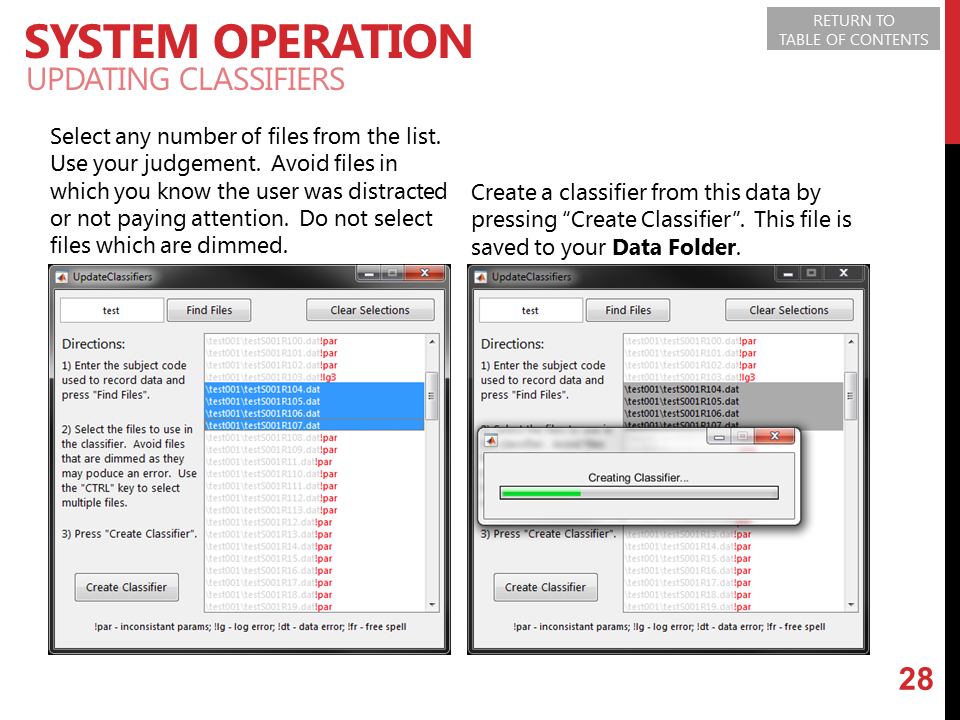 SYSTEM OPERATION
UPDATING CLASSIFIERS
RETURN TO
TABLE OF CONTENTS
Select any number of files from the list.
Use your judgement.  Avoid files in
which you know the user was distracted
or not paying attention.  Do not select
files which are dimmed.
UpdateClassifiers
test
Find Files
Clear Selections
Directions:
1) Enter the subject code
used to record data and
press "Find Files".
2) Select the files to use in
the classifier.  Avoid files
that are dimmed as they
may poduce an error.  Use
the "CTRL" key to select
multiple files.
3) Press "Create Classifier".
Create Classifier
\test001\testS001R100.dat!par
\test001\testS001R101.dat!par
\test001\testS001R102.dat!par
\test001\testS001R103.dat!lg3
\test001\testS001R104.dat
\test001\testS001R105.dat
\test001\testS001R106.dat
\test001\testS001R107.dat
\test001\testS001R108.dat!par
\test001\testS001R109.dat!par
\test001\testS001R11.dat!par
\test001\testS001R110.dat!par
\test001\testS001R111.dat!par
\test001\testS001R112.dat!par
\test001\testS001R113.dat!par
\test001\testS001R12.dat!par
\test001\testS001R13.dat!par
\test001\testS001R14.dat!par
\test001\testS001R15.dat!par
\test001\testS001R16.dat!par
\test001\testS001R17.dat!par
\test001\testS001R18.dat!par
\test001\testS001R19.dat!par
!par - inconsistant params; !lg - log error; !dt - data error; !fr - free spell
Create a classifier from this data by
pressing “Create Classifier”.  This file is
saved to your Data Folder.
UpdateClassifiers
test
Find Files
Clear Selections
Directions:
1) Enter the subject code
used to record data and
press "Find Files".
3) Press "Create Classifier".
Create Classifier
\test001\testS001R100.dat!par
\test001\testS001R101.dat!par
\test001\testS001R102.dat!par
\test001\testS001R103.dat!lg3
\test001\testS001R104.dat
\test001\testS001R105.dat
\test001\testS001R106.dat
\test001\testS001R107.dat
Creating Classifier...
\test001\testS001R12.dat!par
\test001\testS001R13.dat!par
\test001\testS001R14.dat!par
\test001\testS001R15.dat!par
\test001\testS001R16.dat!par
\test001\testS001R17.dat!par
\test001\testS001R18.dat!par
\test001\testS001R19.dat!par
!par - inconsistant params; !lg - log error; !dt - data error; !fr - free spell
28